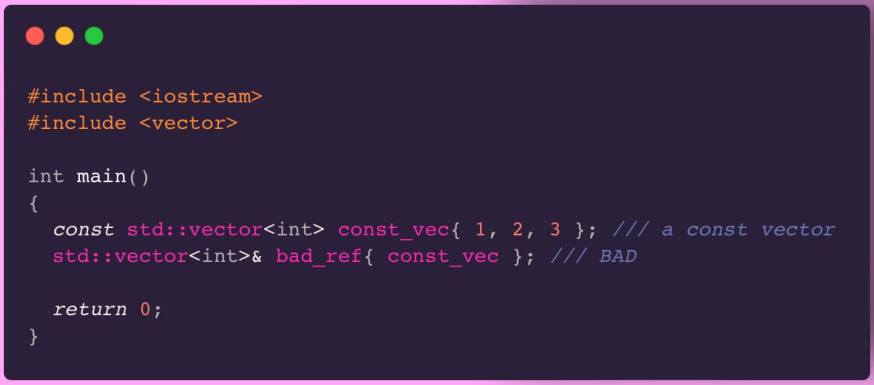 #include <iostream>
#include <vector>
int main()
{
const std::vector<int> const_vec{ 1, 2, 3 }; /// a const vector
std::vector<int>& bad_ref{ const_vec }; /// BAD
return 0;
}